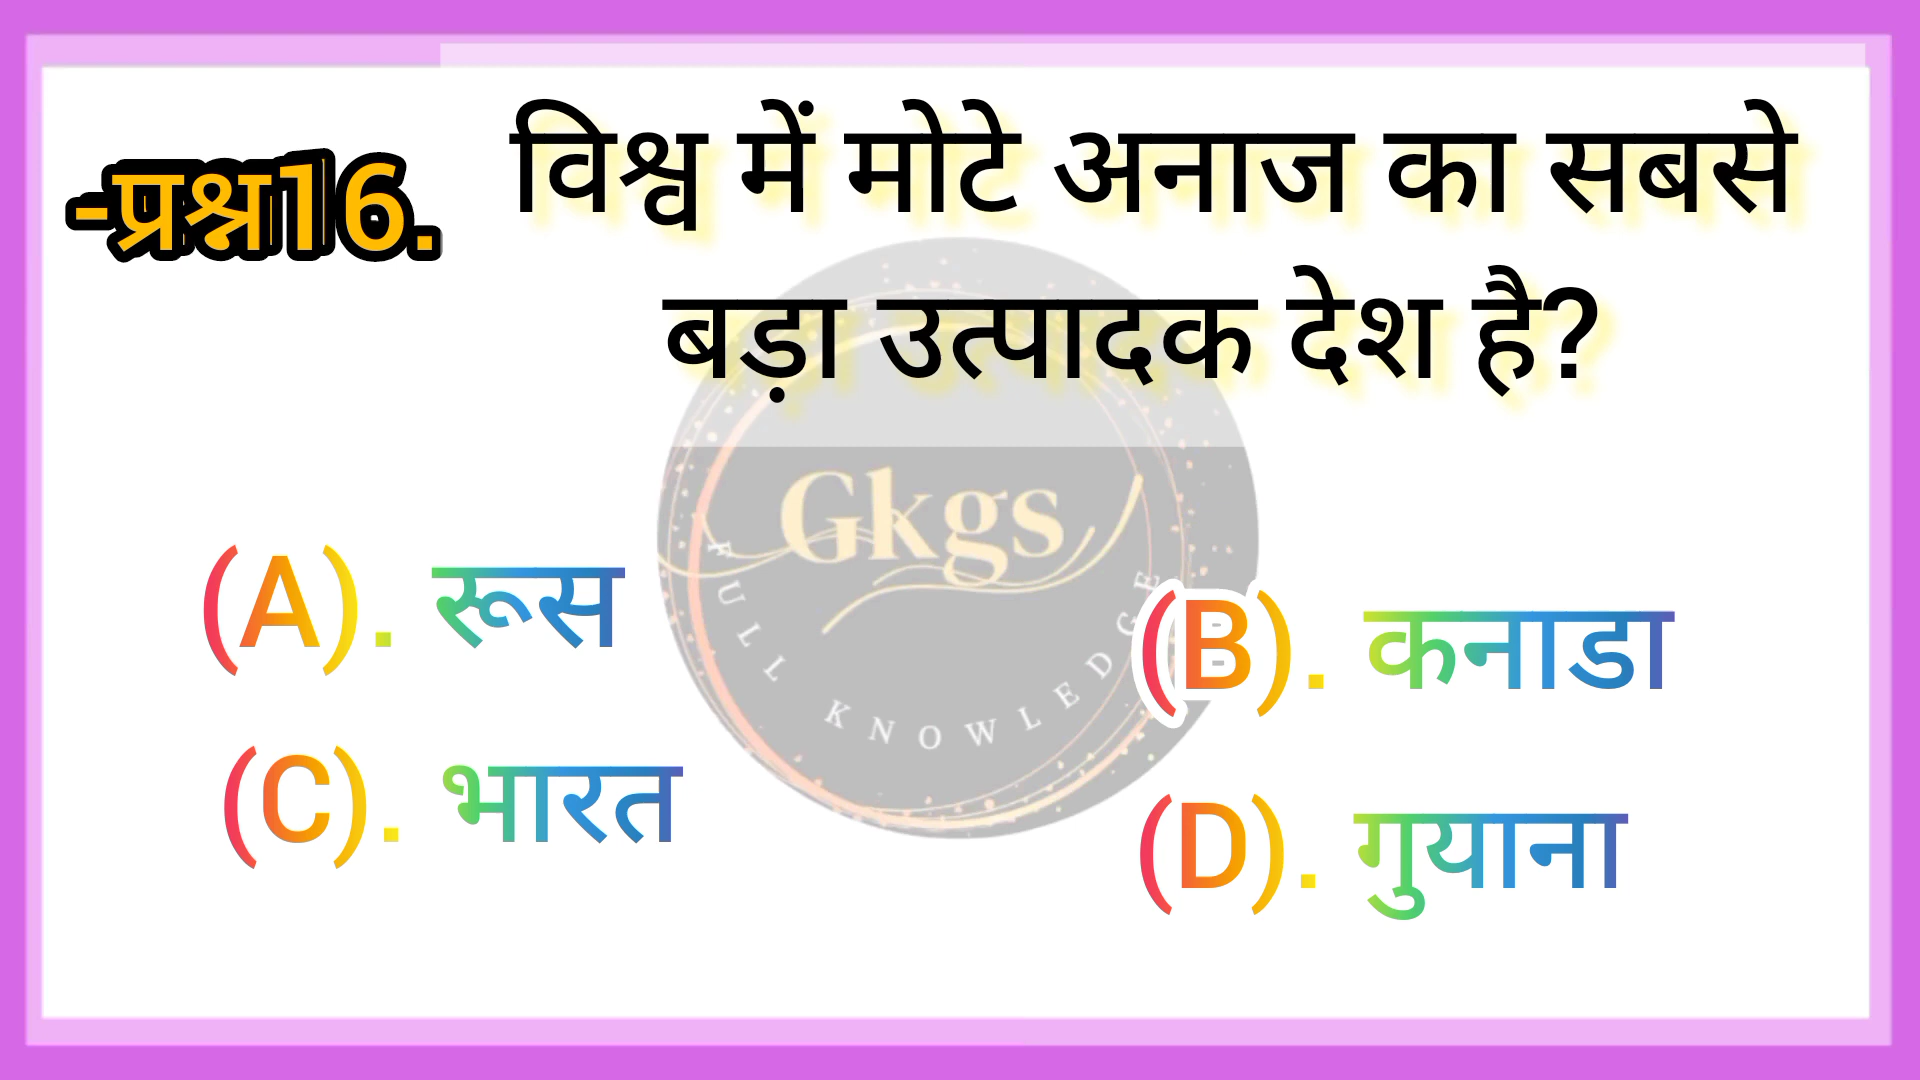 -प्रश्न16.
विश्व में मोटे अनाज का सबसे
बड़ा उत्पादक देश है?
Gkgs
FULL KNOWLEDGE
(A). रूस
(B). कनाडा
(C). भारत
(D). गुयाना